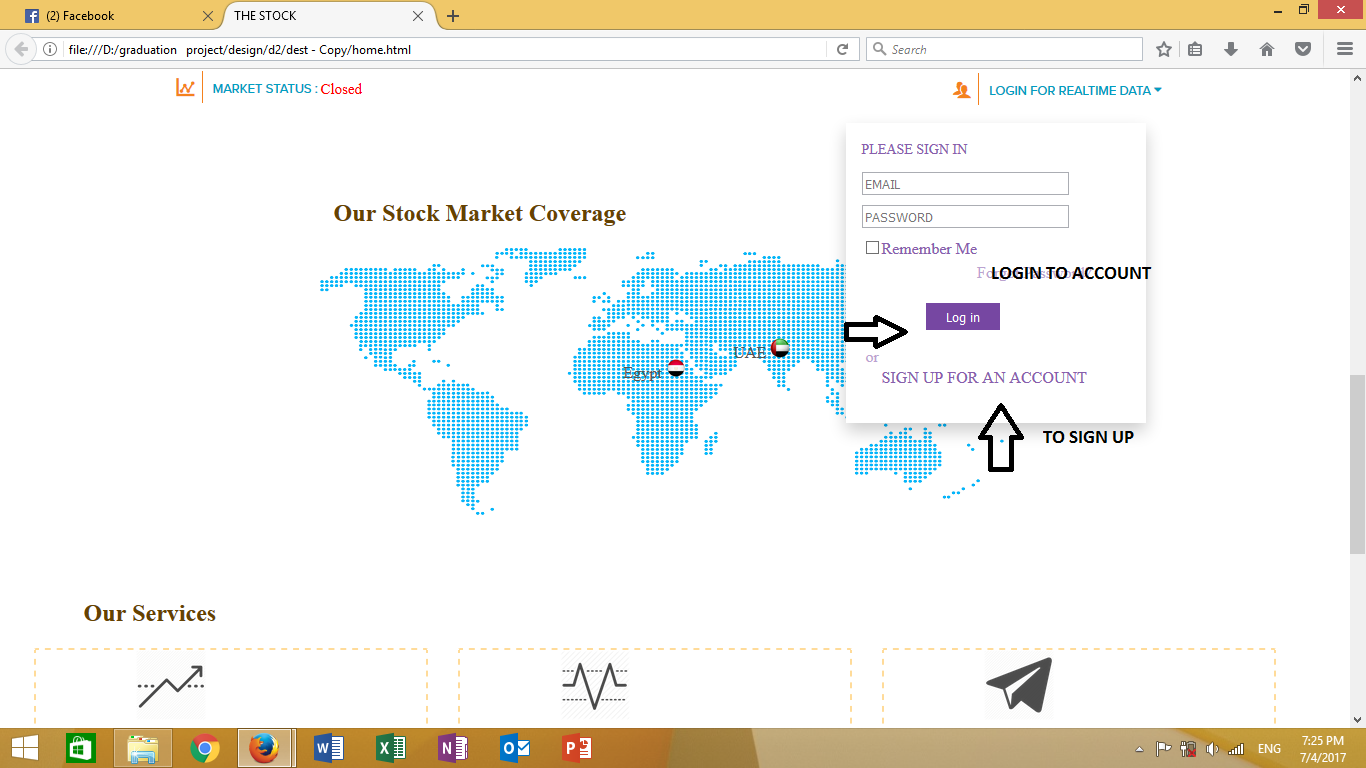 (2) Facebook
THE STOCK
file:///D:/graduation project/design/d2/dest - Copy/home.html
Search
MARKET STATUS : Closed
LOGIN FOR REALTIME DATA
PLEASE SIGN IN
EMAIL
PASSWORD
Our Stock Market Coverage
Remember Me
LOGIN TO ACCOUNT
Log in
UAE
or
Egypt
SIGN UP FOR AN ACCOUNT
TO SIGN UP
Our Services
ENG
7:25 PM
7/4/2017